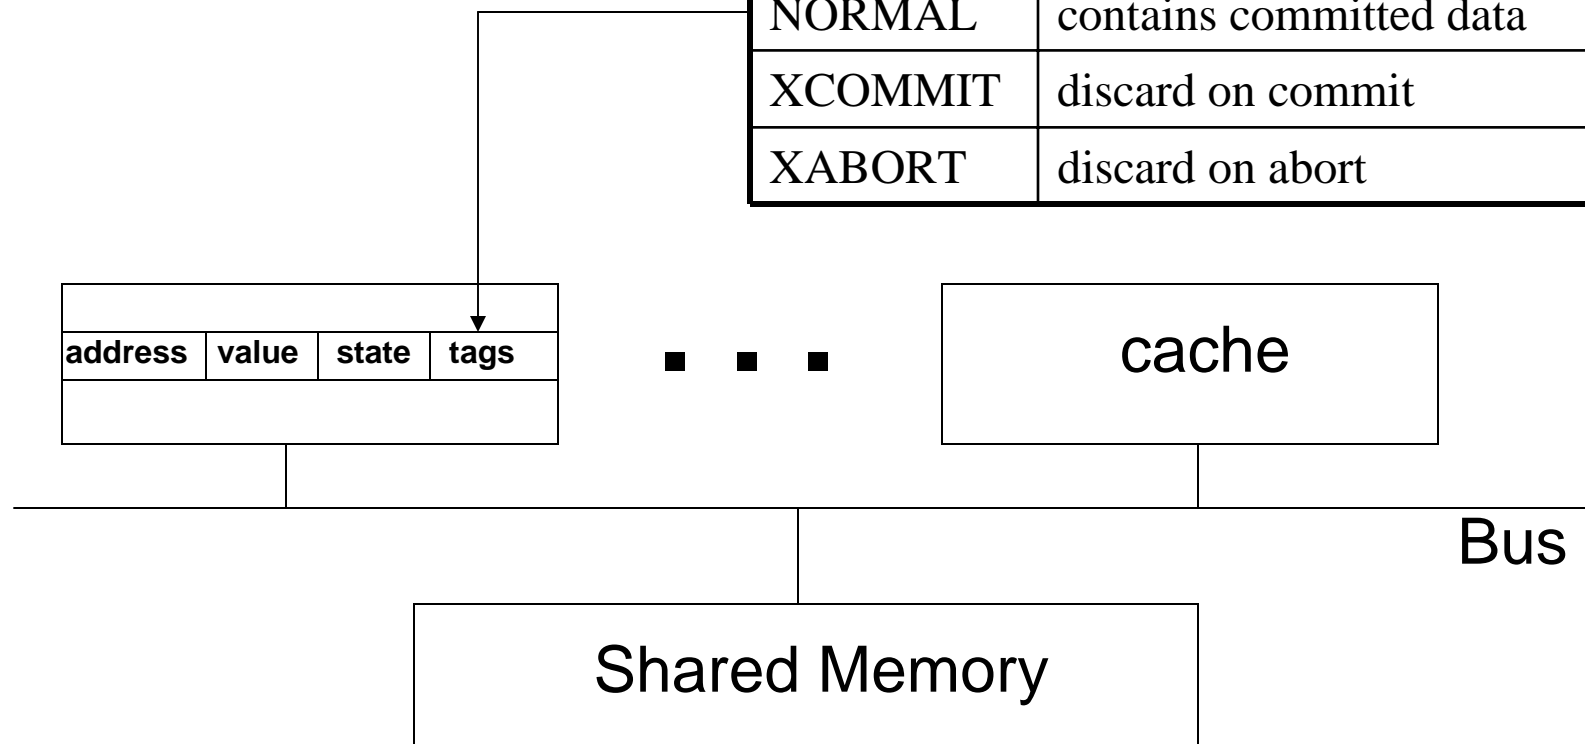 NORMAL contains committed data
XCOMMIT discard on commit
XABORT discard on abort
address value state tags
cache
Bus
Shared Memory